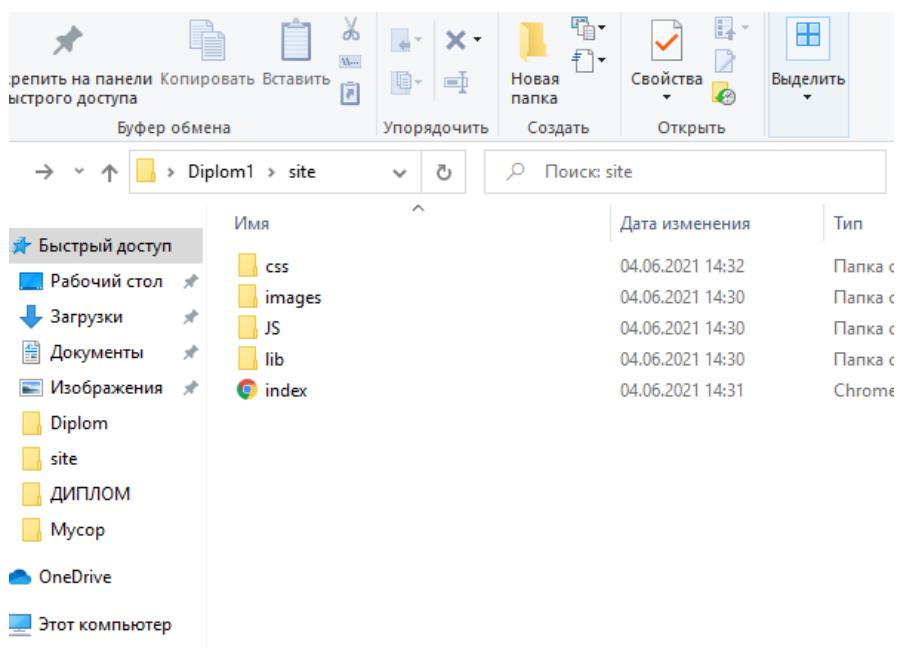 крепить на панели Копировать Вставить
ыстрого доступа
Буфер обмена
Упорядочить
Новая
папка
Создать
Свойства
Открыть
Выделить
Diplom1 > site
Поиск: site
Имя Дата изменения Тип
Быстрый доступ
Рабочий стол
Загрузки
Документы
Изображения
Diplom
site
ДИПЛОМ
Мусор
OneDrive
Этот компьютер
css 04.06.2021 14:32 Папка с
images 04.06.2021 14:30 Папка с
JS 04.06.2021 14:30 Папка с
lib 04.06.2021 14:30 Папка с
index 04.06.2021 14:31 Chrome